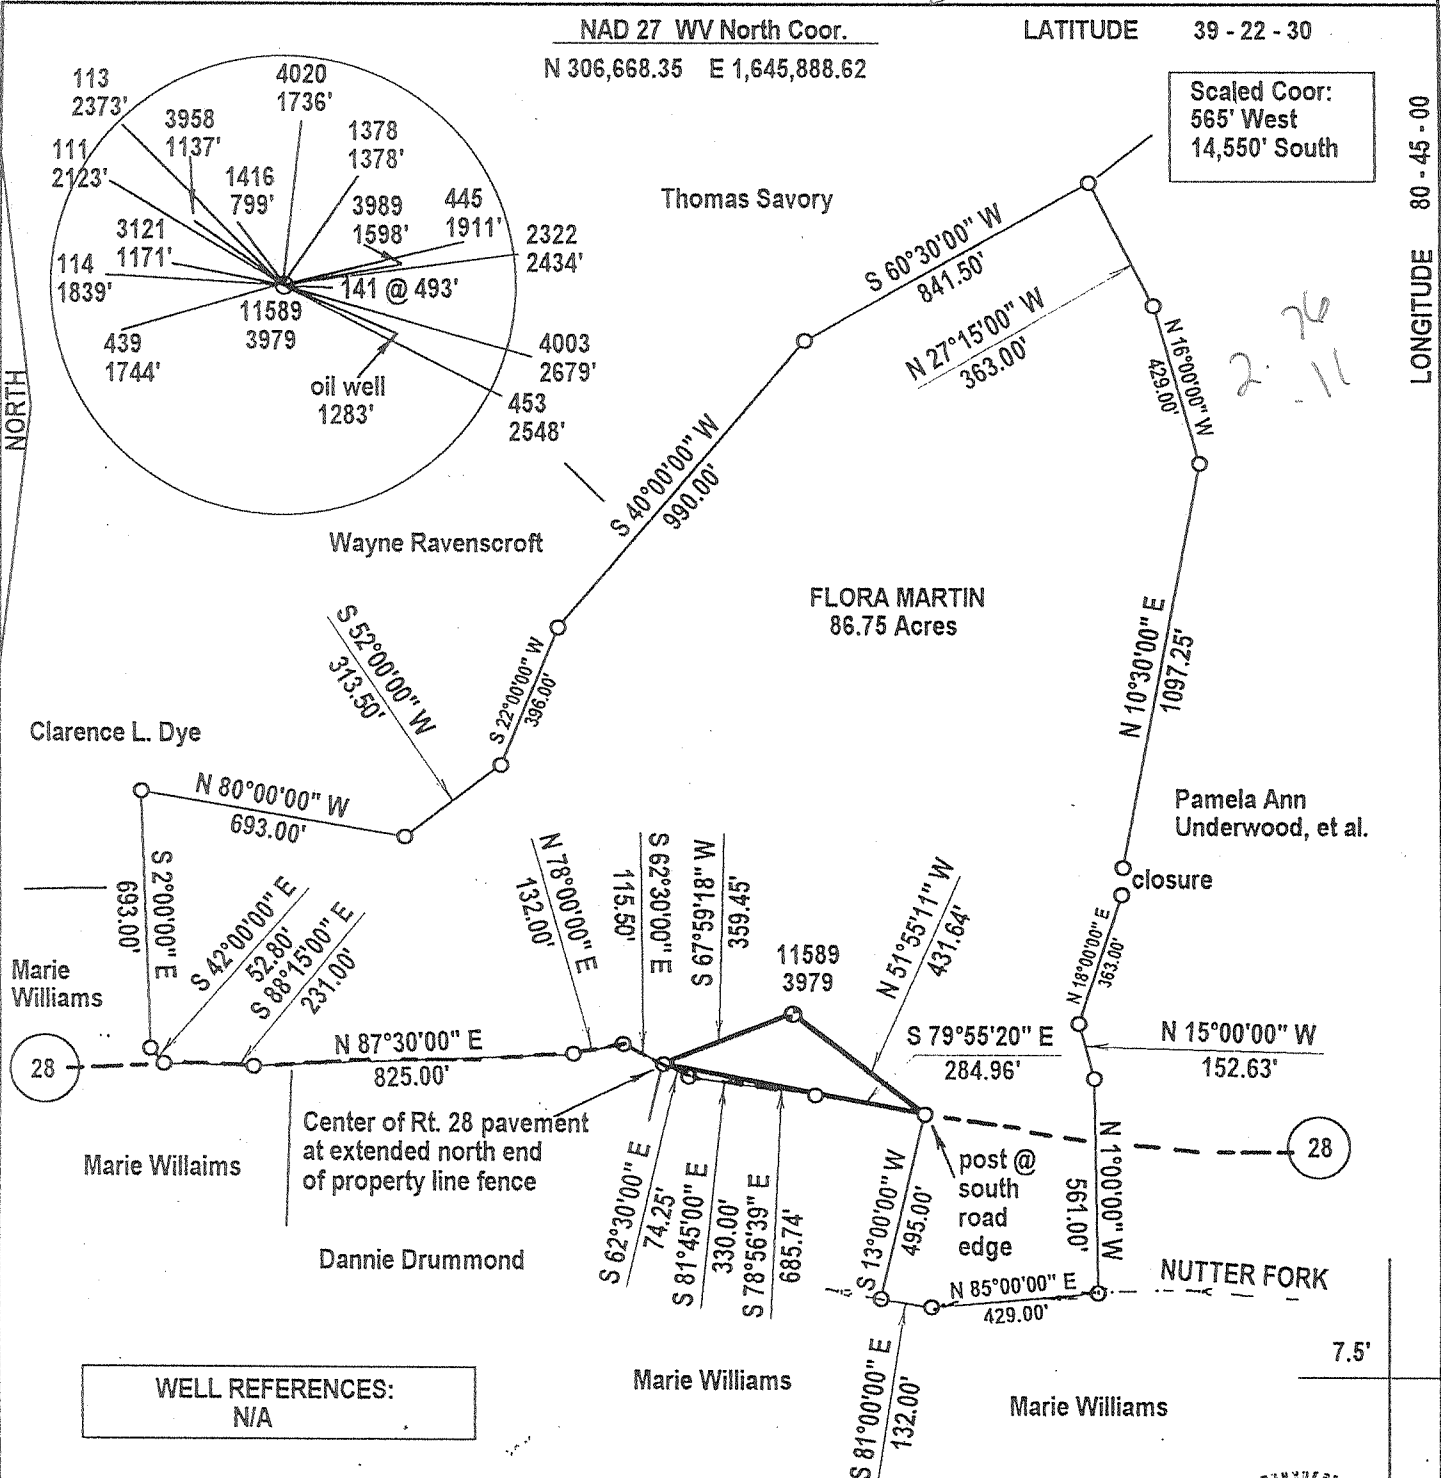 NAD 27 WV North Coor.
N 306,668.35 E 1,645,888.62
LATITUDE 39 - 22 - 30
Scaled Coor:
565' West
14,550' South
LONGITUDE 80 - 45 - 00
NORTH
113
2373'
4020
1736'
3958
1137'
1378
1378'
111
2123'
1416
799'
3989
1598'
445
1911'
2322
2434'
3121
1171'
114
1839'
141 @ 493'
11589
3979
439
1744'
4003
2679'
oil well
1283'
453
2548'
Thomas Savory
S 60°30'00" W
841.50'
N 27°15'00" W
363.00'
N 16°00'00" W
429.00'
2.
76
- 11
S 40°00'00" W
990.00'
Wayne Ravenscroft
FLORA MARTIN
86.75 Acres
N 10°30'00" E
1097.25'
S 52°00'00" W
313.50'
S 22°00'00" W
396.00'
Clarence L. Dye
N 80°00'00" W
693.00'
Pamela Ann
Underwood, et al.
closure
S 2°00'00" E
693.00'
S 42°00'00" E
52.80'
S 88°15'00" E
231.00'
N 78°00'00" E
132.00'
S 62°30'00" E
115.50'
S 67°59'18" W
359.45'
11589
3979
N 51°55'11" W
431.64'
N 18°00'00" E
363.00'
Marie
Williams
28
N 87°30'00" E
825.00'
S 79°55'20" E
284.96'
N 15°00'00" W
152.63'
Center of Rt. 28 pavement
at extended north end
of property line fence
Marie Willaims
Dannie Drummond
S 62°30'00" E
74.25'
S 81°45'00" E
330.00'
S 78°56'39" E
685.74'
S 13°00'00" W
495.00'
post @
south
road
edge
N 1°00'00" W
561.00'
28
N 85°00'00" E
429.00'
NUTTER FORK
S 81°00'00" E
132.00'
7.5'
WELL REFERENCES:
N/A
Marie Williams
Marie Williams